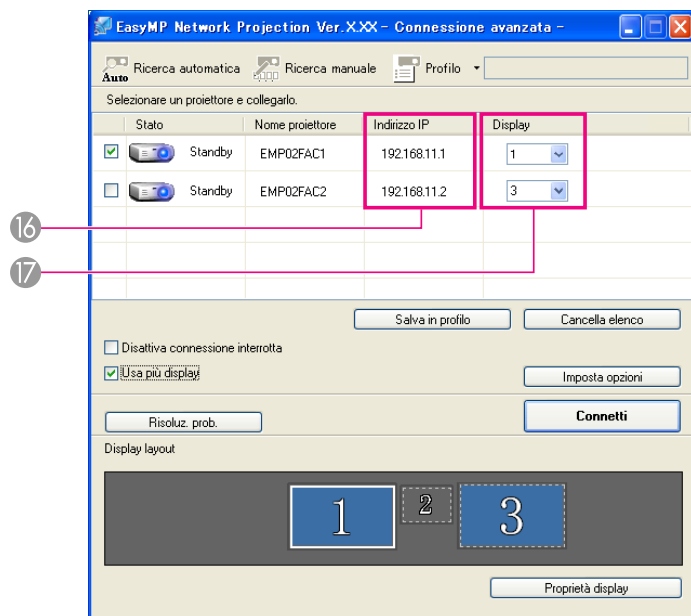 EasyMP Network Projection Ver.X.XX - Connessione avanzata -
Auto Ricerca automatica Ricerca manuale Profilo
Selezionare un proiettore e collegarlo.
Stato Nome proiettore Indirizzo IP Display
Standby EMP02FAC1 192.168.11.1 1
Standby EMP02FAC2 192.168.11.2 3
16
17
Salva in profilo Cancella elenco
Disattiva connessione interrotta
Usa più display Imposta opzioni
Risoluz. prob. Connetti
Display layout
1 2 3
Proprietà display